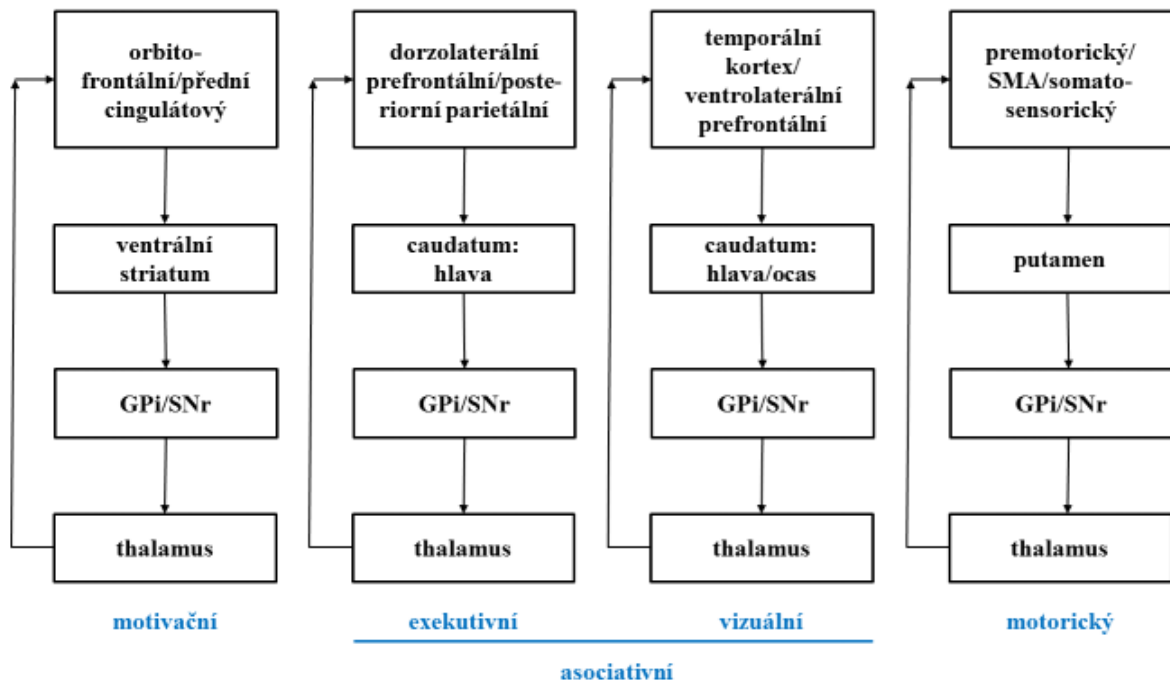 orbito-
frontální/přední
cingulátový
dorzolaterální
prefrontální/poste-
riorní parietální
temporální
kortex/
ventrolaterální
prefrontální
premotorický/
SMA/somato-
sensorický
ventrální
striatum
caudatum:
hlava
caudatum:
hlava/ocas
putamen
GPi/SNr
GPi/SNr
GPi/SNr
GPi/SNr
thalamus
thalamus
thalamus
thalamus
motivační
exekutivní
vizuální
motorický
asociativní